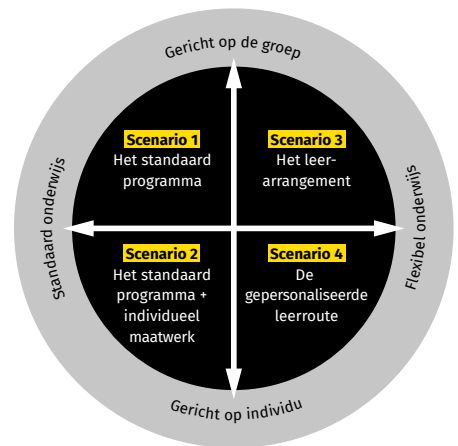 Gericht op de groep
Standaard onderwijs
Scenario 1
Het standaard
programma
Scenario 3
Het leer-
arrangement
Flexibel onderwijs
Scenario 2
Het standaard
programma +
individueel
maatwerk
Scenario 4
De
gepersonaliseerde
leerroute
Gericht op individu